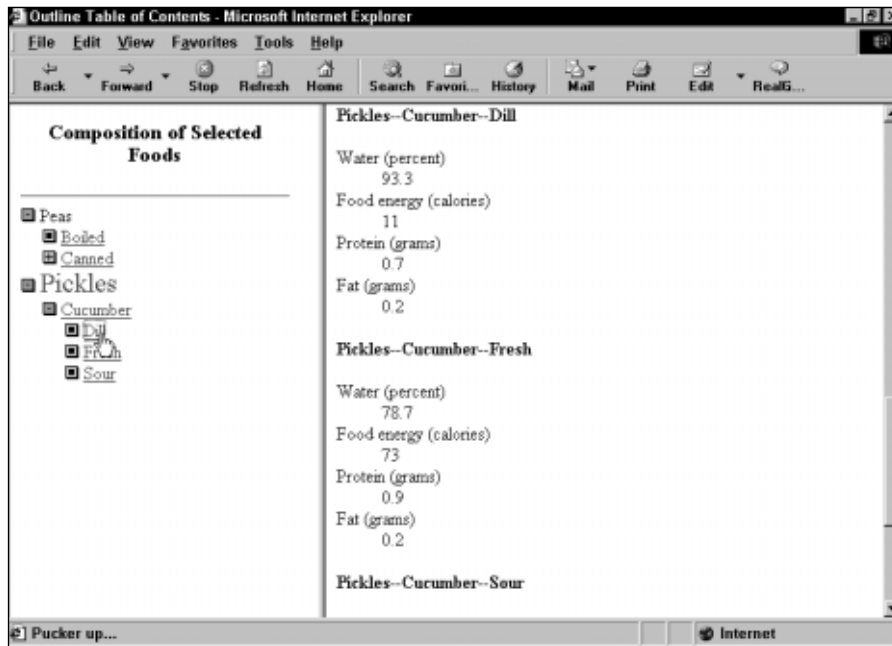 Outline Table of Contents - Microsoft Internet Explorer
File Edit View Favorites Tools Help
Back Forward Stop Refresh Home Search Favori... History Mail Print Edit RealG...
Composition of Selected
Foods
Peas
Boiled
Canned
Pickles
Cucumber
Dill
Fresh
Sour
Pickles--Cucumber--Dill
Water (percent)
93.3
Food energy (calories)
11
Protein (grams)
0.7
Fat (grams)
0.2
Pickles--Cucumber--Fresh
Water (percent)
78.7
Food energy (calories)
73
Protein (grams)
0.9
Fat (grams)
0.2
Pickles--Cucumber--Sour
Pucker up...
Internet